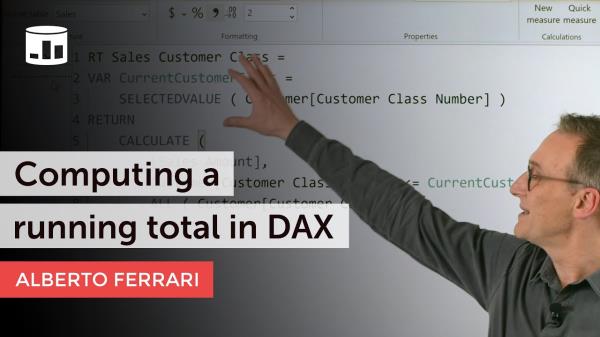 $ % , 2
New Quick
measure measure
Formatting Properties Calculations
1 RT Sales Customer Class =
2 VAR CurrentCustomer =
3 SELECTEDVALUE ( Customer[Customer Class Number] )
4 RETURN
5 CALCULATE (
Sales Amount],
Customer Class <= CurrentCust
ALL ( Customer[Customer C
Computing a
running total in DAX
ALBERTO FERRARI